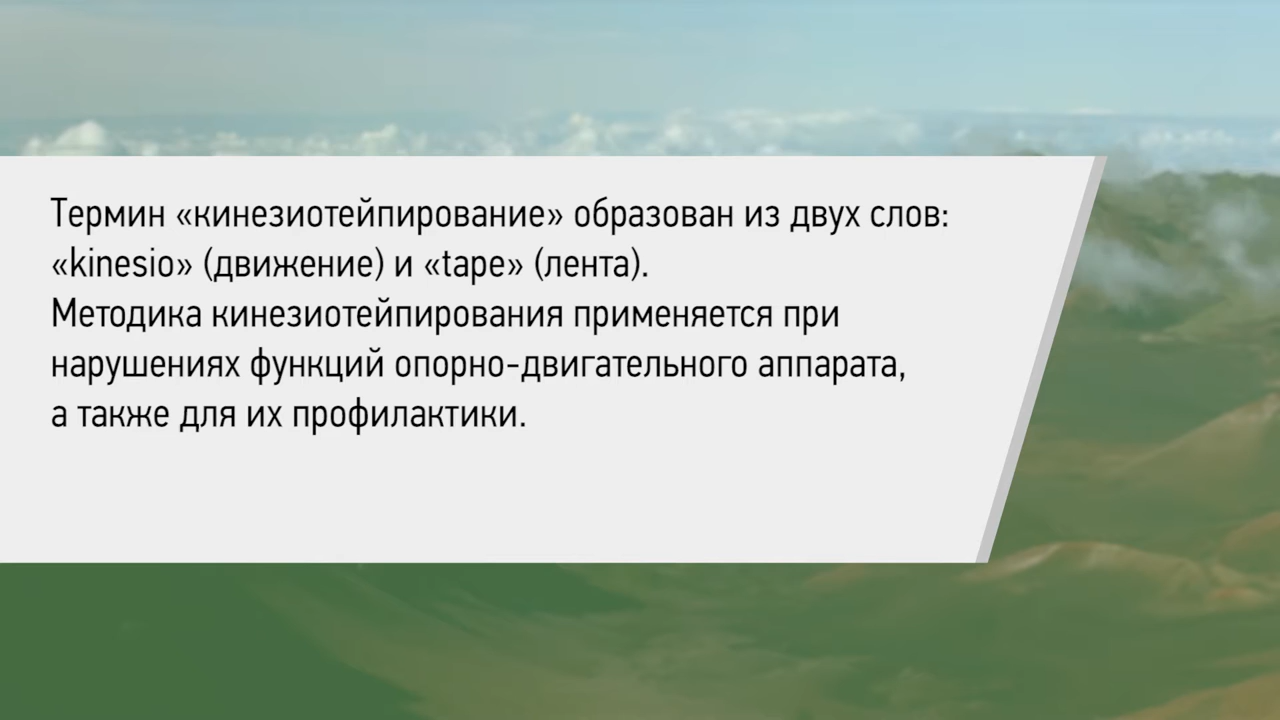 Термин «кинезиотейпирование» образован из двух слов:
«kinesio» (движение) и «tape» (лента).
Методика кинезиотейпирования применяется при
нарушениях функций опорно-двигательного аппарата,
а также для их профилактики.